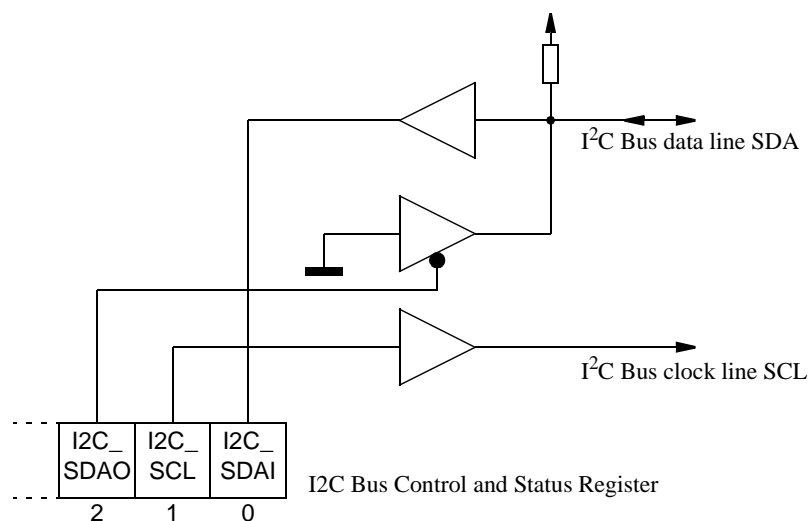 I²C Bus data line SDA
I²C Bus clock line SCL
I2C_ I2C_ I2C_
SDAO SCL SDAI
I2C Bus Control and Status Register
2 1 0